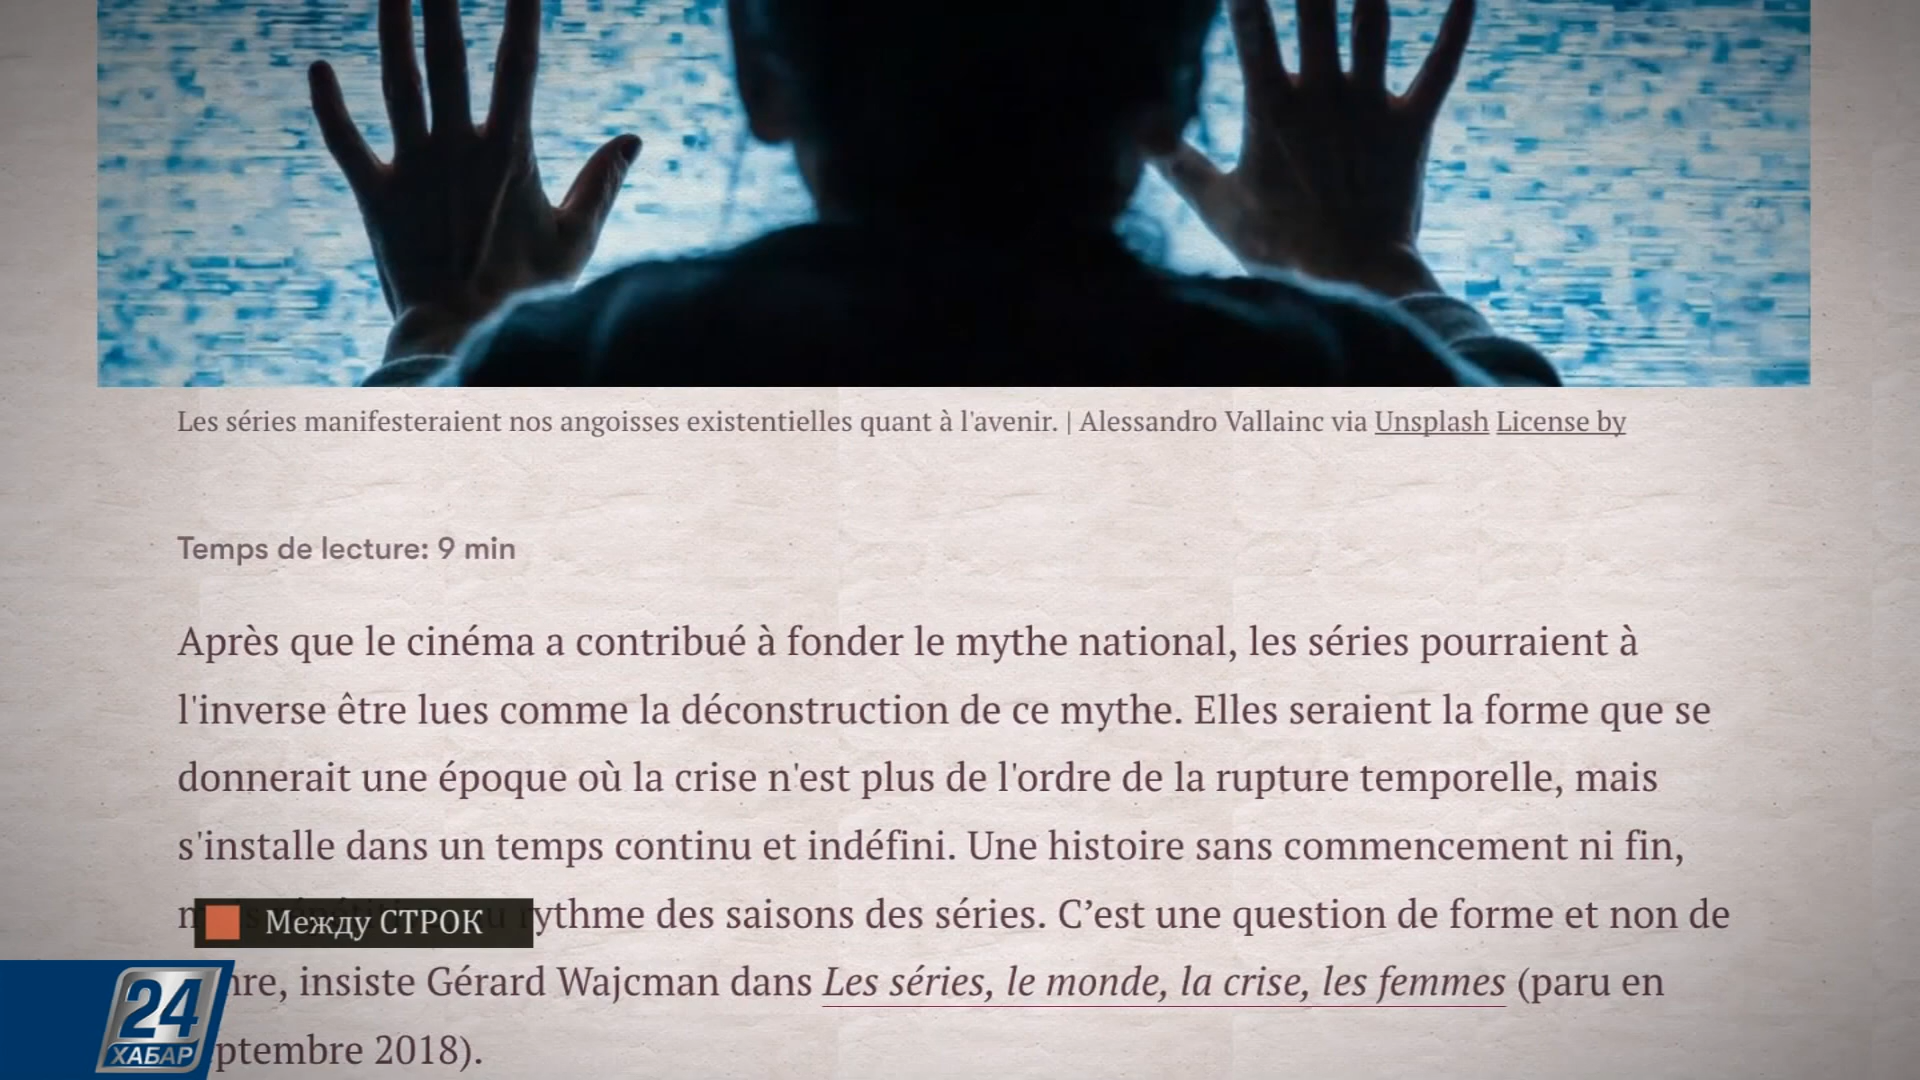 Les séries manifesteraient nos angoisses existentielles quant à l'avenir. | Alessandro Vallainc via Unsplash License by
Temps de lecture: 9 min
Après que le cinéma a contribué à fonder le mythe national, les séries pourraient à
l'inverse être lues comme la déconstruction de ce mythe. Elles seraient la forme que se
donnerait une époque où la crise n'est plus de l'ordre de la rupture temporelle, mais
s'installe dans un temps continu et indéfini. Une histoire sans commencement ni fin,
rythme des saisons des séries. C’est une question de forme et non de
Между СТРОК
insiste Gérard Wajcman dans Les séries, le monde, la crise, les femmes (paru en
2018).
24
ХАБАР